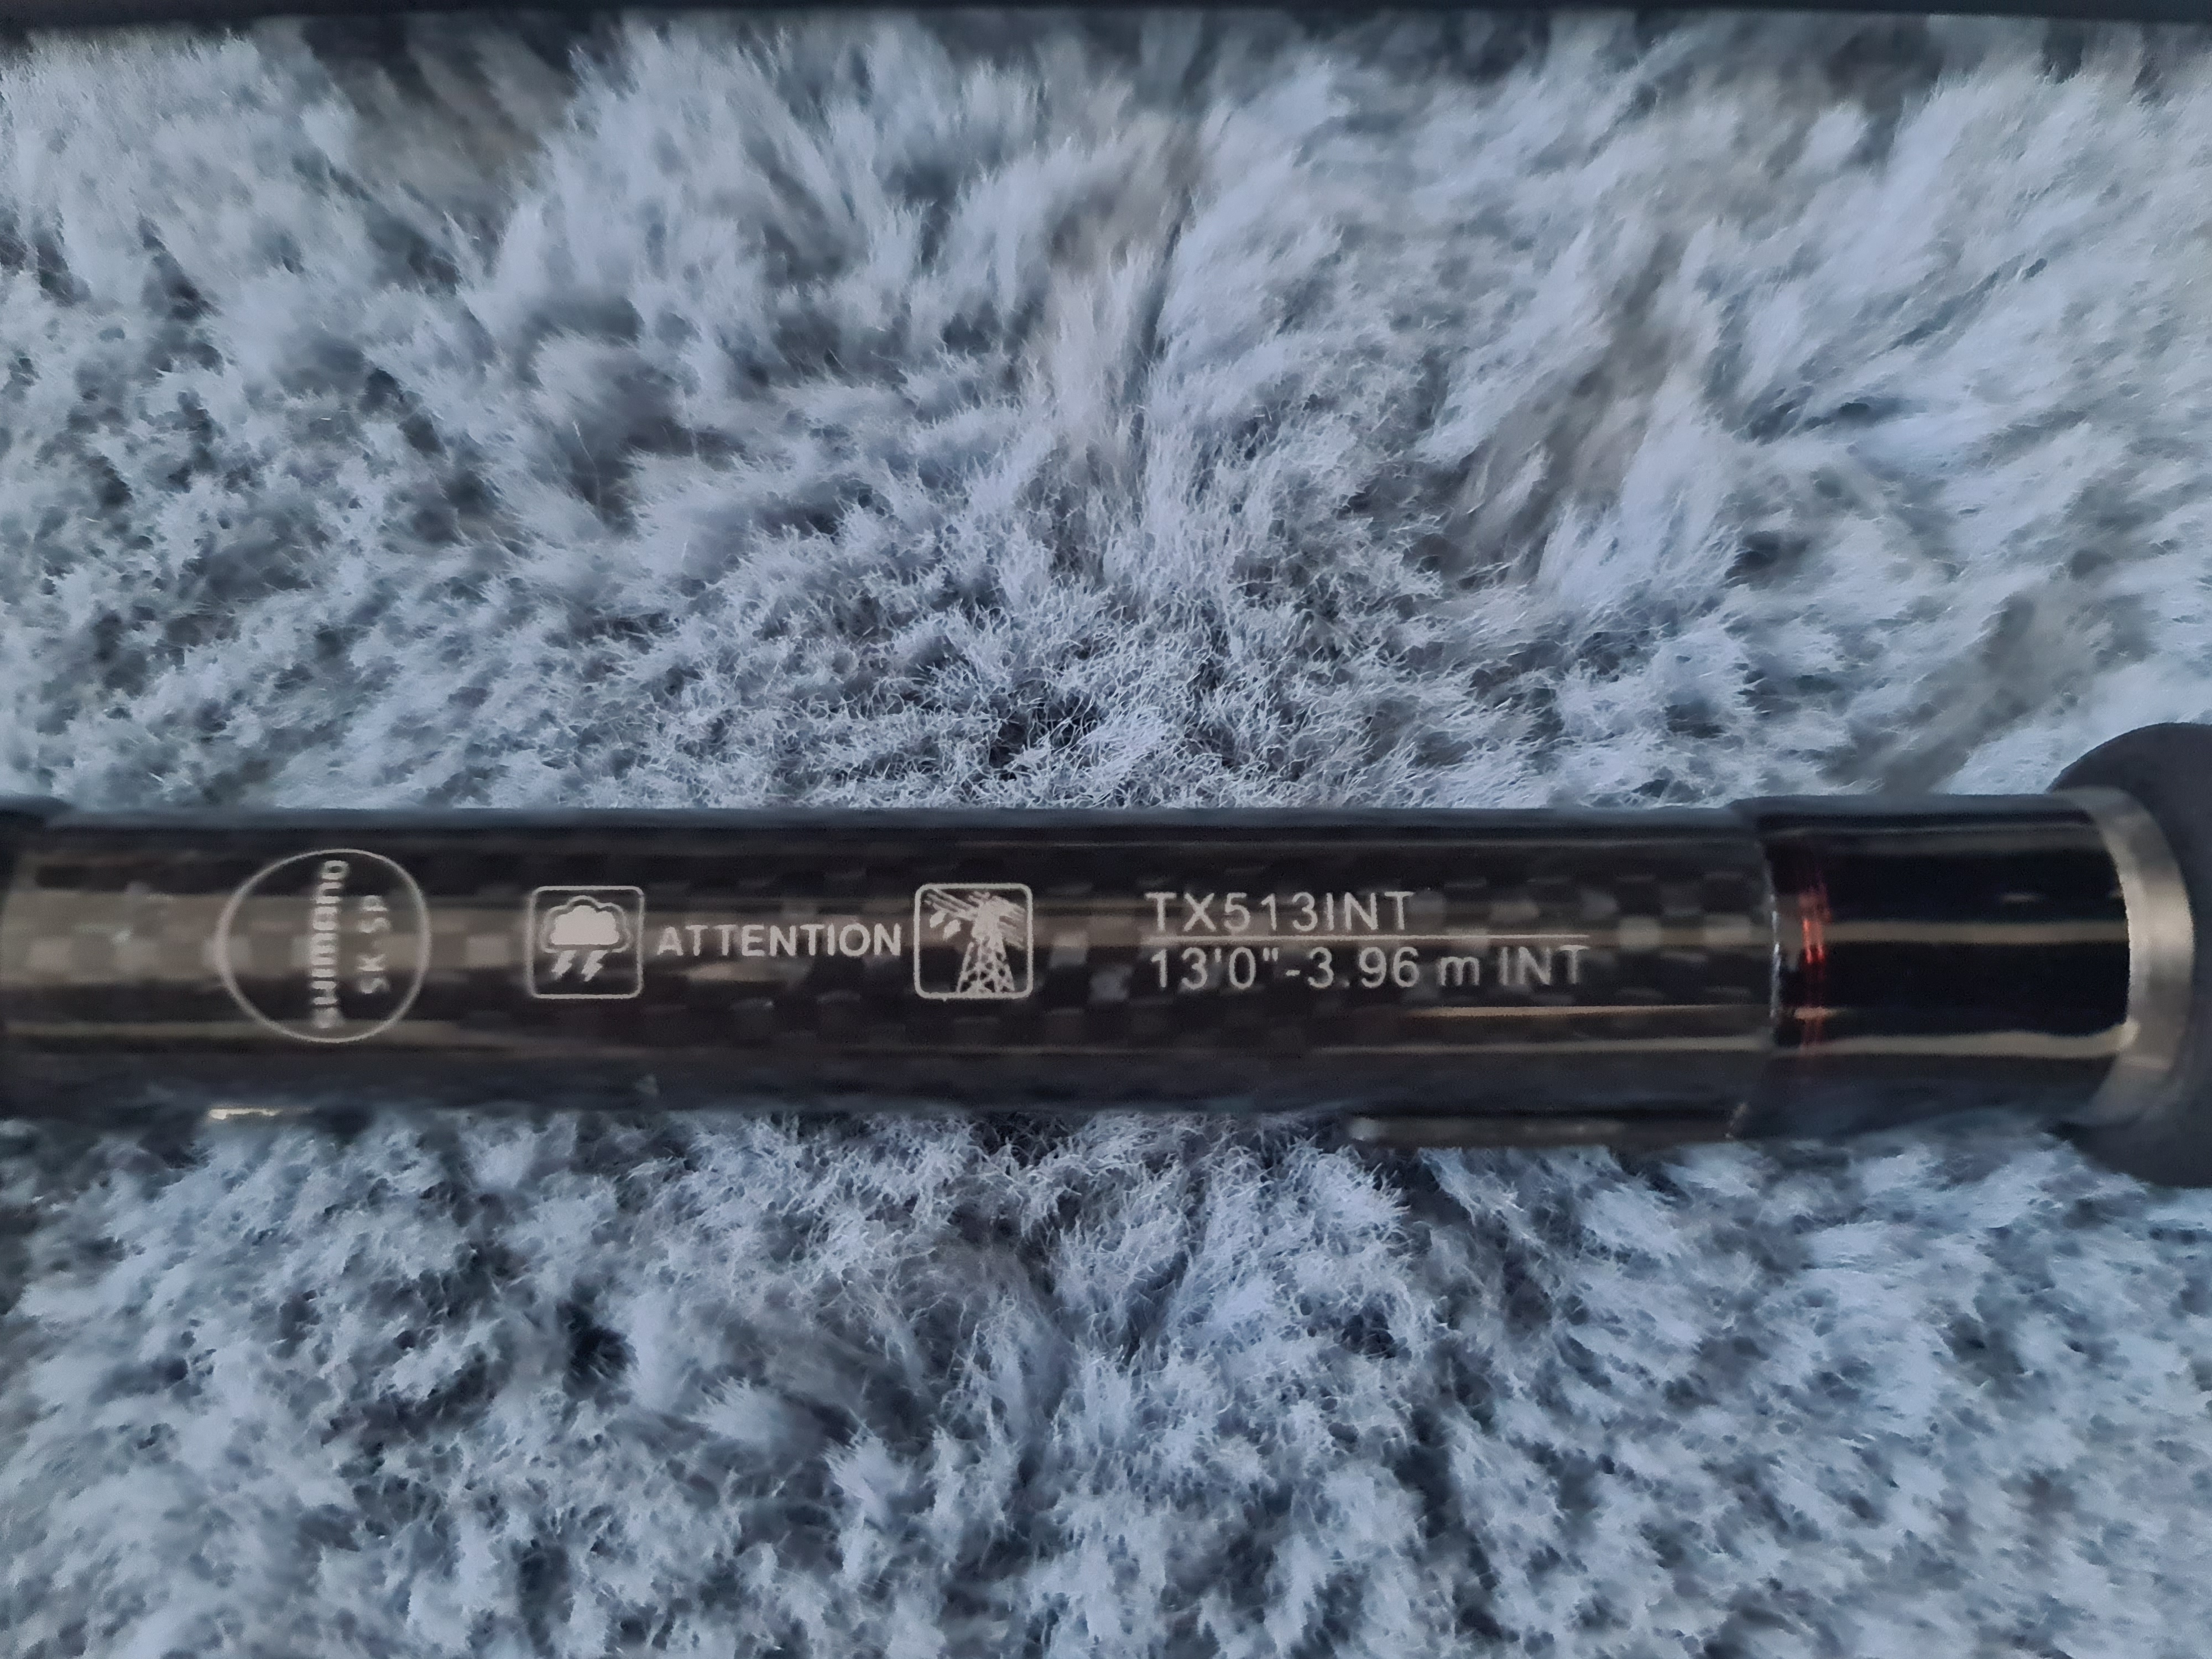 SHIMANO
SK-SP
ATTENTION
TX513INT
13'0"-3.96 m INT